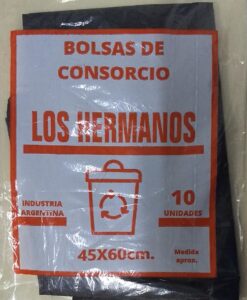 BOLSAS DE
CONSORCIO
LOS HERMANOS
INDUSTRIA
ARGENTINA
10
UNIDADES
45X60cm.
Medida
aprox.